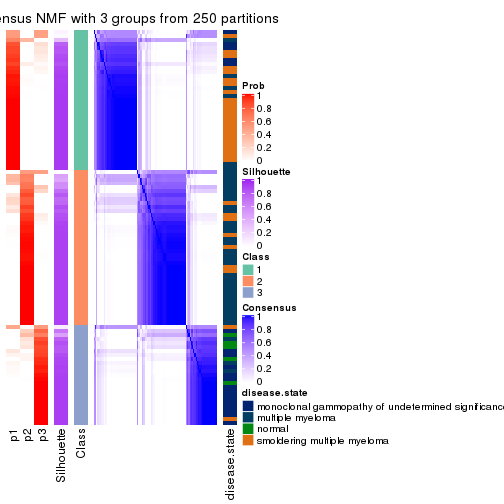 ensus NMF with 3 groups from 250 partitions
Prob
1
0.8
0.6
0.4
0.2
0
Silhouette
1
0.8
0.6
0.4
0.2
0
Class
1
2
3
Consensus
1
0.8
0.6
0.4
0.2
0
disease.state
monoclonal gammopathy of undetermined significanc
multiple myeloma
normal
smoldering multiple myeloma
p1
p2
p3
Silhouette
Class
disease.state